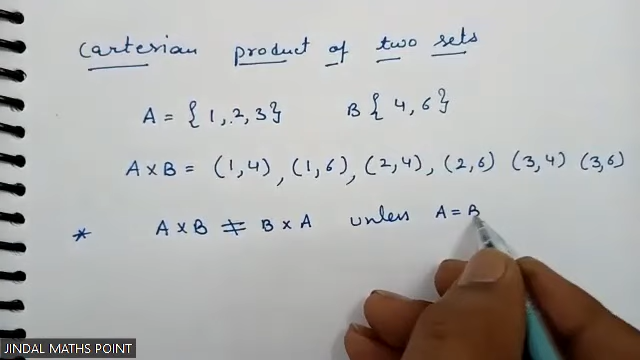 Carterian product of two sets
A = { 1, 2, 3 } B { 4, 6 }
A × B = (1, 4), (1, 6), (2, 4), (2, 6) (3, 4) (3, 6)
* A × B ≠ B × A unless A = B
JINDAL MATHS POINT